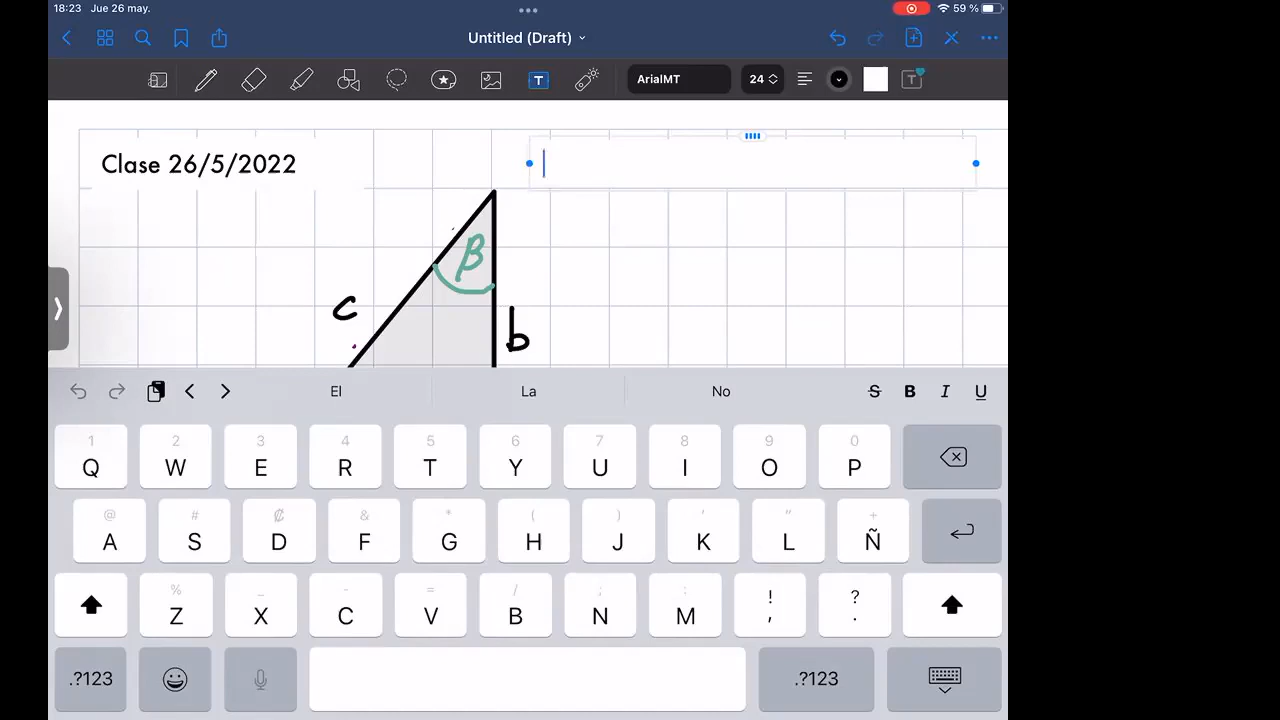 18:23 Jue 26 may.
59 %
Untitled (Draft)
T
ArialMT
24
T
Clase 26/5/2022
β
c
b
El
La
No
S B I U
1 2 3 4 5 6 7 8 9 0
Q W E R T Y U I O P
@ # ₡ & * ( ) ' " +
A S D F G H J K L Ñ
% _ - = / ; : ! ?
Z X C V B N M , .
.?123
.?123